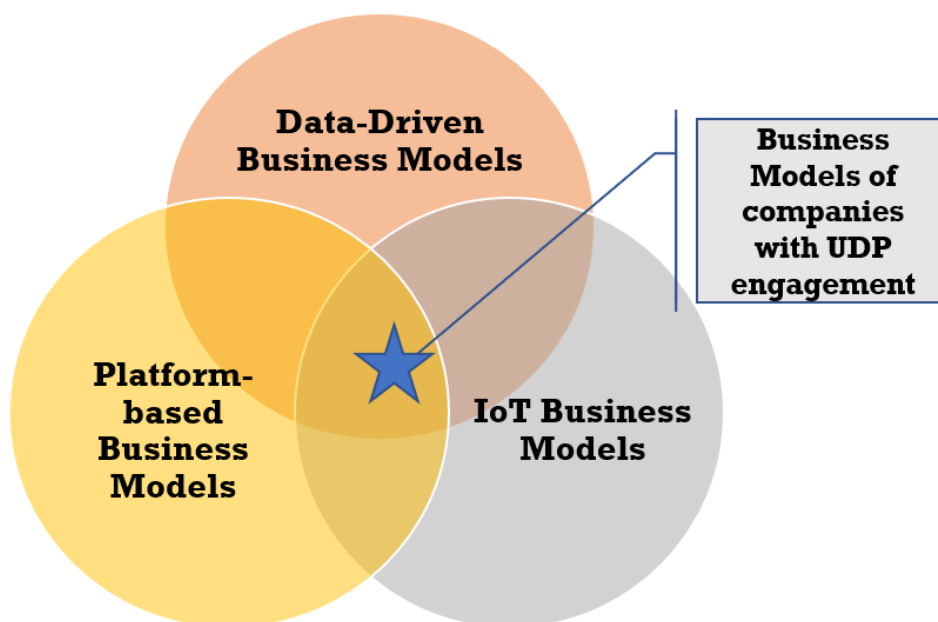 Data-Driven
Business Models
Business
Models of
companies
with UDP
engagement
Platform-
based
Business
Models
IoT Business
Models